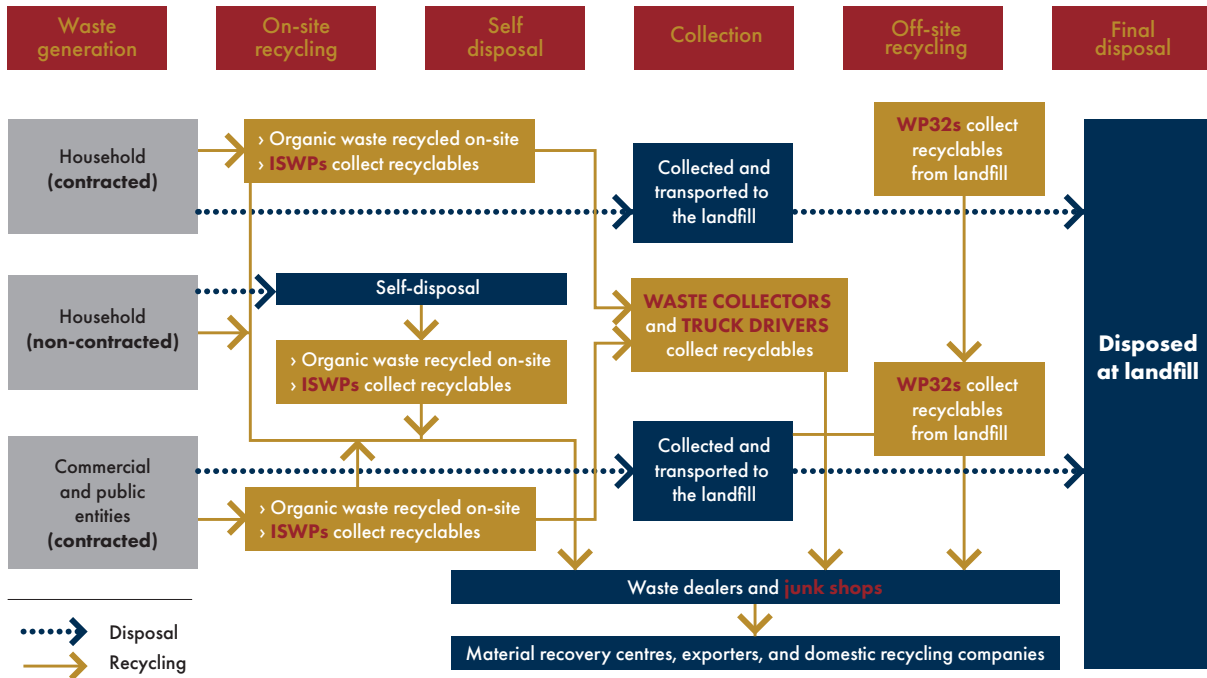 Waste
generation
On-site
recycling
Self
disposal
Collection
Off-site
recycling
Final
disposal
Household
(contracted)
› Organic waste recycled on-site
› ISWPs collect recyclables
Collected and
transported to
the landfill
WP32s collect
recyclables
from landfill
Household
(non-contracted)
Self-disposal
› Organic waste recycled on-site
› ISWPs collect recyclables
WASTE COLLECTORS
and TRUCK DRIVERS
collect recyclables
WP32s collect
recyclables
from landfill
Disposed
at landfill
Commercial
and public
entities
(contracted)
› Organic waste recycled on-site
› ISWPs collect recyclables
Collected and
transported to
the landfill
Waste dealers and junk shops
Material recovery centres, exporters, and domestic recycling companies
Disposal
Recycling